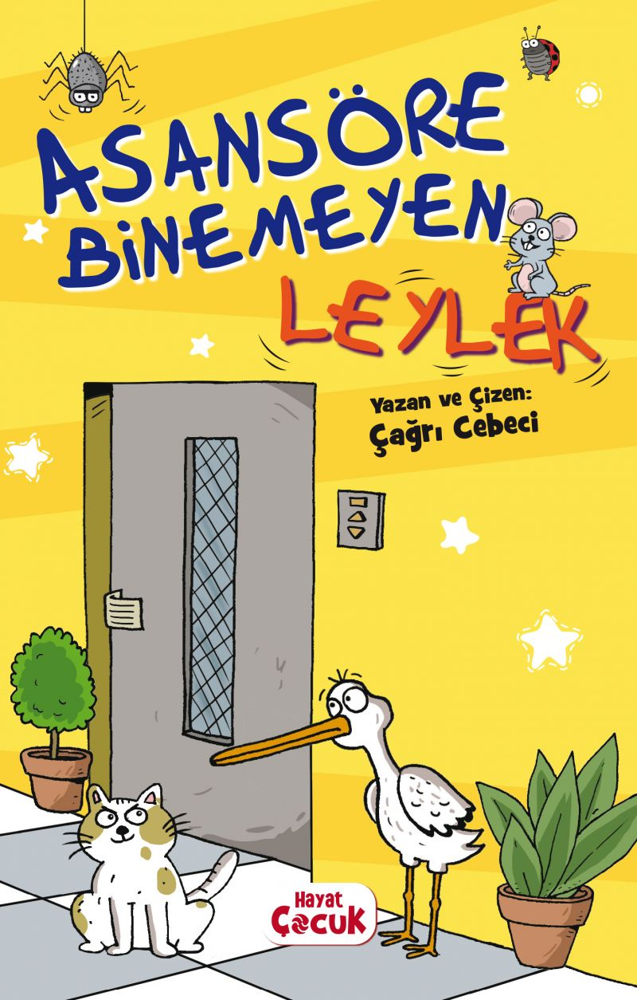 ASANSÖRE
BİNEMEYEN
LEYLEK
Yazan ve Çizen:
Çağrı Cebeci
Hayat
Çocuk